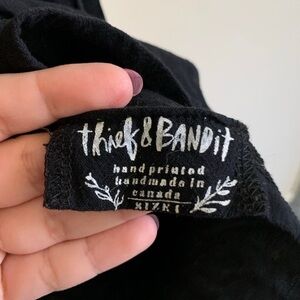 thief & BANDit
hand printed
handmade in
canada